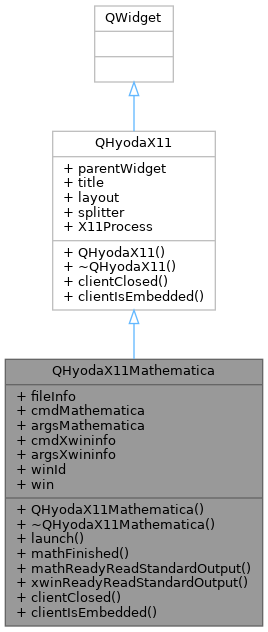 QWidget
QHyodaX11
+ parentWidget
+ title
+ layout
+ splitter
+ X11Process
+ QHyodaX11()
+ ~QHyodaX11()
+ clientClosed()
+ clientIsEmbedded()
QHyodaX11Mathematica
+ fileInfo
+ cmdMathematica
+ argsMathematica
+ cmdXwininfo
+ argsXwininfo
+ winId
+ win
+ QHyodaX11Mathematica()
+ ~QHyodaX11Mathematica()
+ launch()
+ mathFinished()
+ mathReadyReadStandardOutput()
+ xwinReadyReadStandardOutput()
+ clientClosed()
+ clientIsEmbedded()